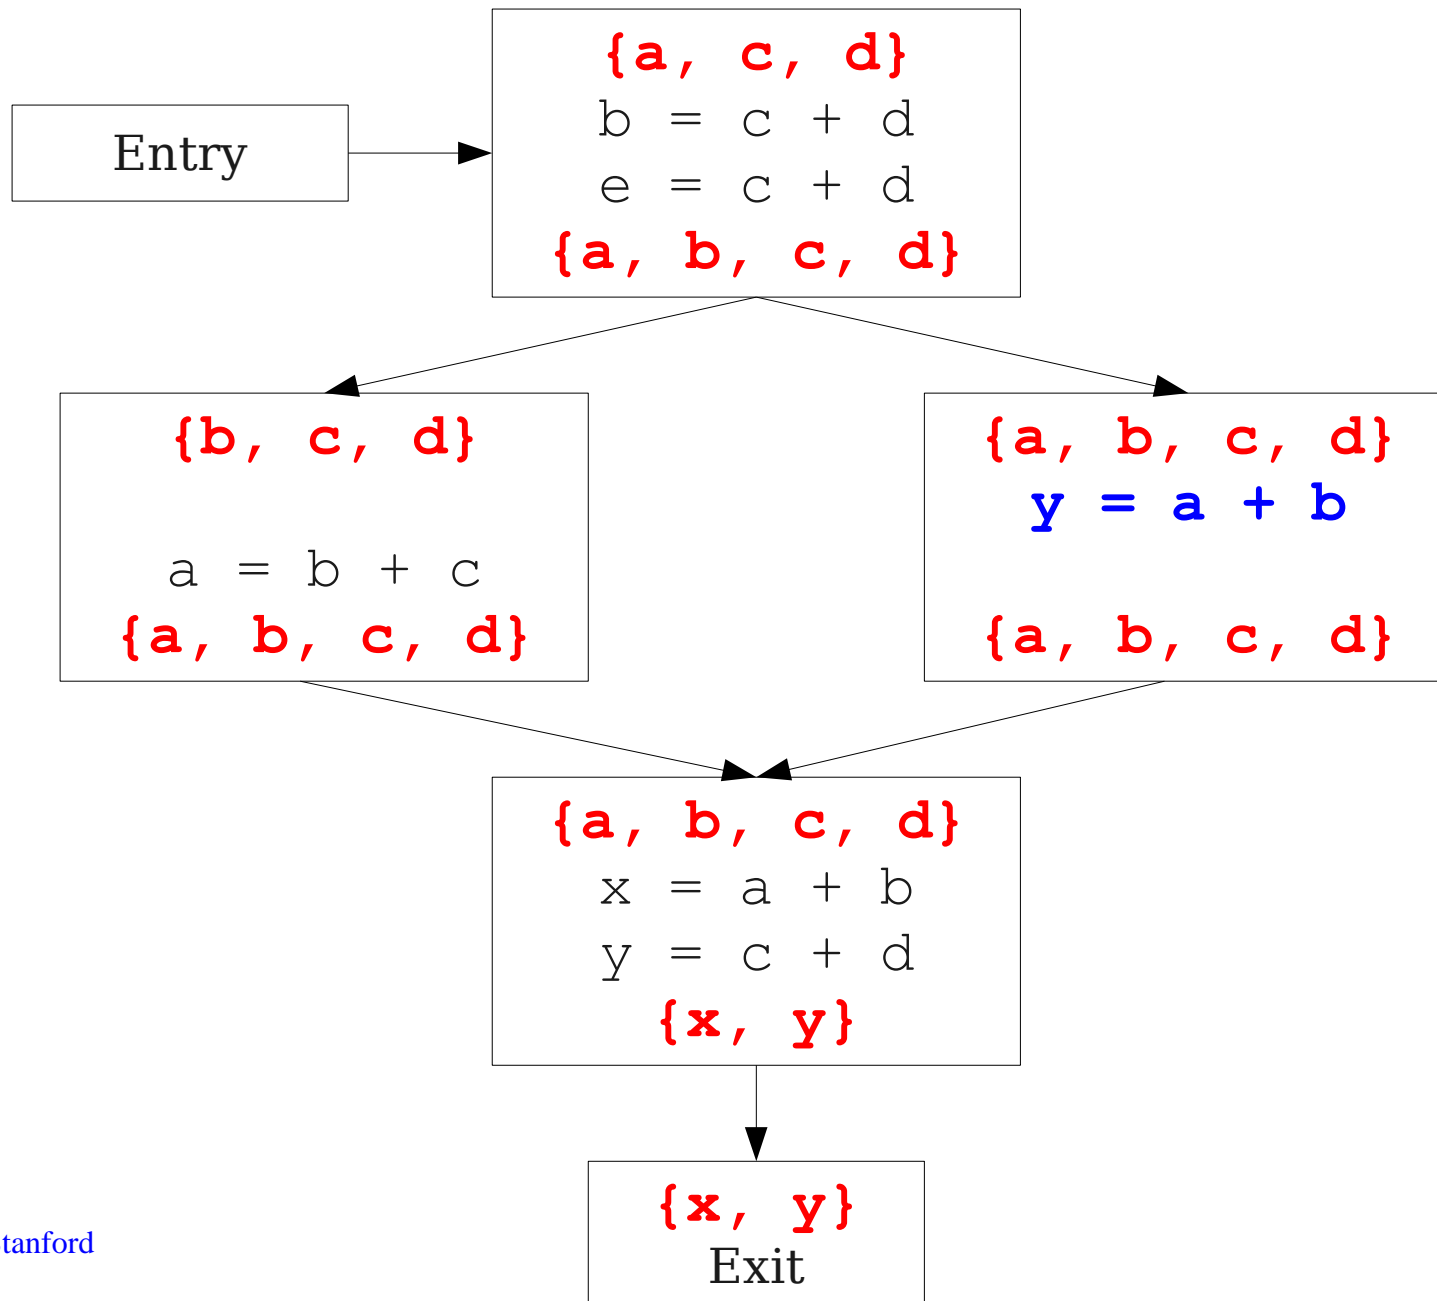 {a, c, d}
b = c + d
e = c + d
{a, b, c, d}
Entry
{b, c, d}
a = b + c
{a, b, c, d}
{a, b, c, d}
y = a + b
{a, b, c, d}
{a, b, c, d}
x = a + b
y = c + d
{x, y}
{x, y}
Exit
tanford